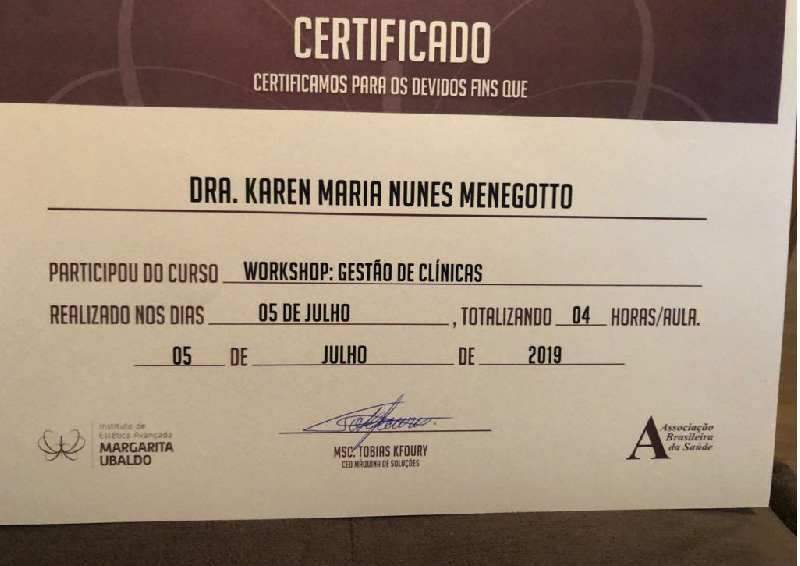 CERTIFICADO
CERTIFICAMOS PARA OS DEVIDOS FINS QUE
DRA. KAREN MARIA NUNES MENEGOTTO
PARTICIPOU DO CURSO WORKSHOP: GESTÃO DE CLÍNICAS
REALIZADO NOS DIAS 05 DE JULHO, TOTALIZANDO 04 HORAS/AULA.
05 DE JULHO DE 2019
Instituto de
Estética Avançada
MARGARITA
UBALDO
MSC. TOBIAS KFOURY
CEO MÁQUINA DE SOLUÇÕES
Associação
Brasileira
da Saúde